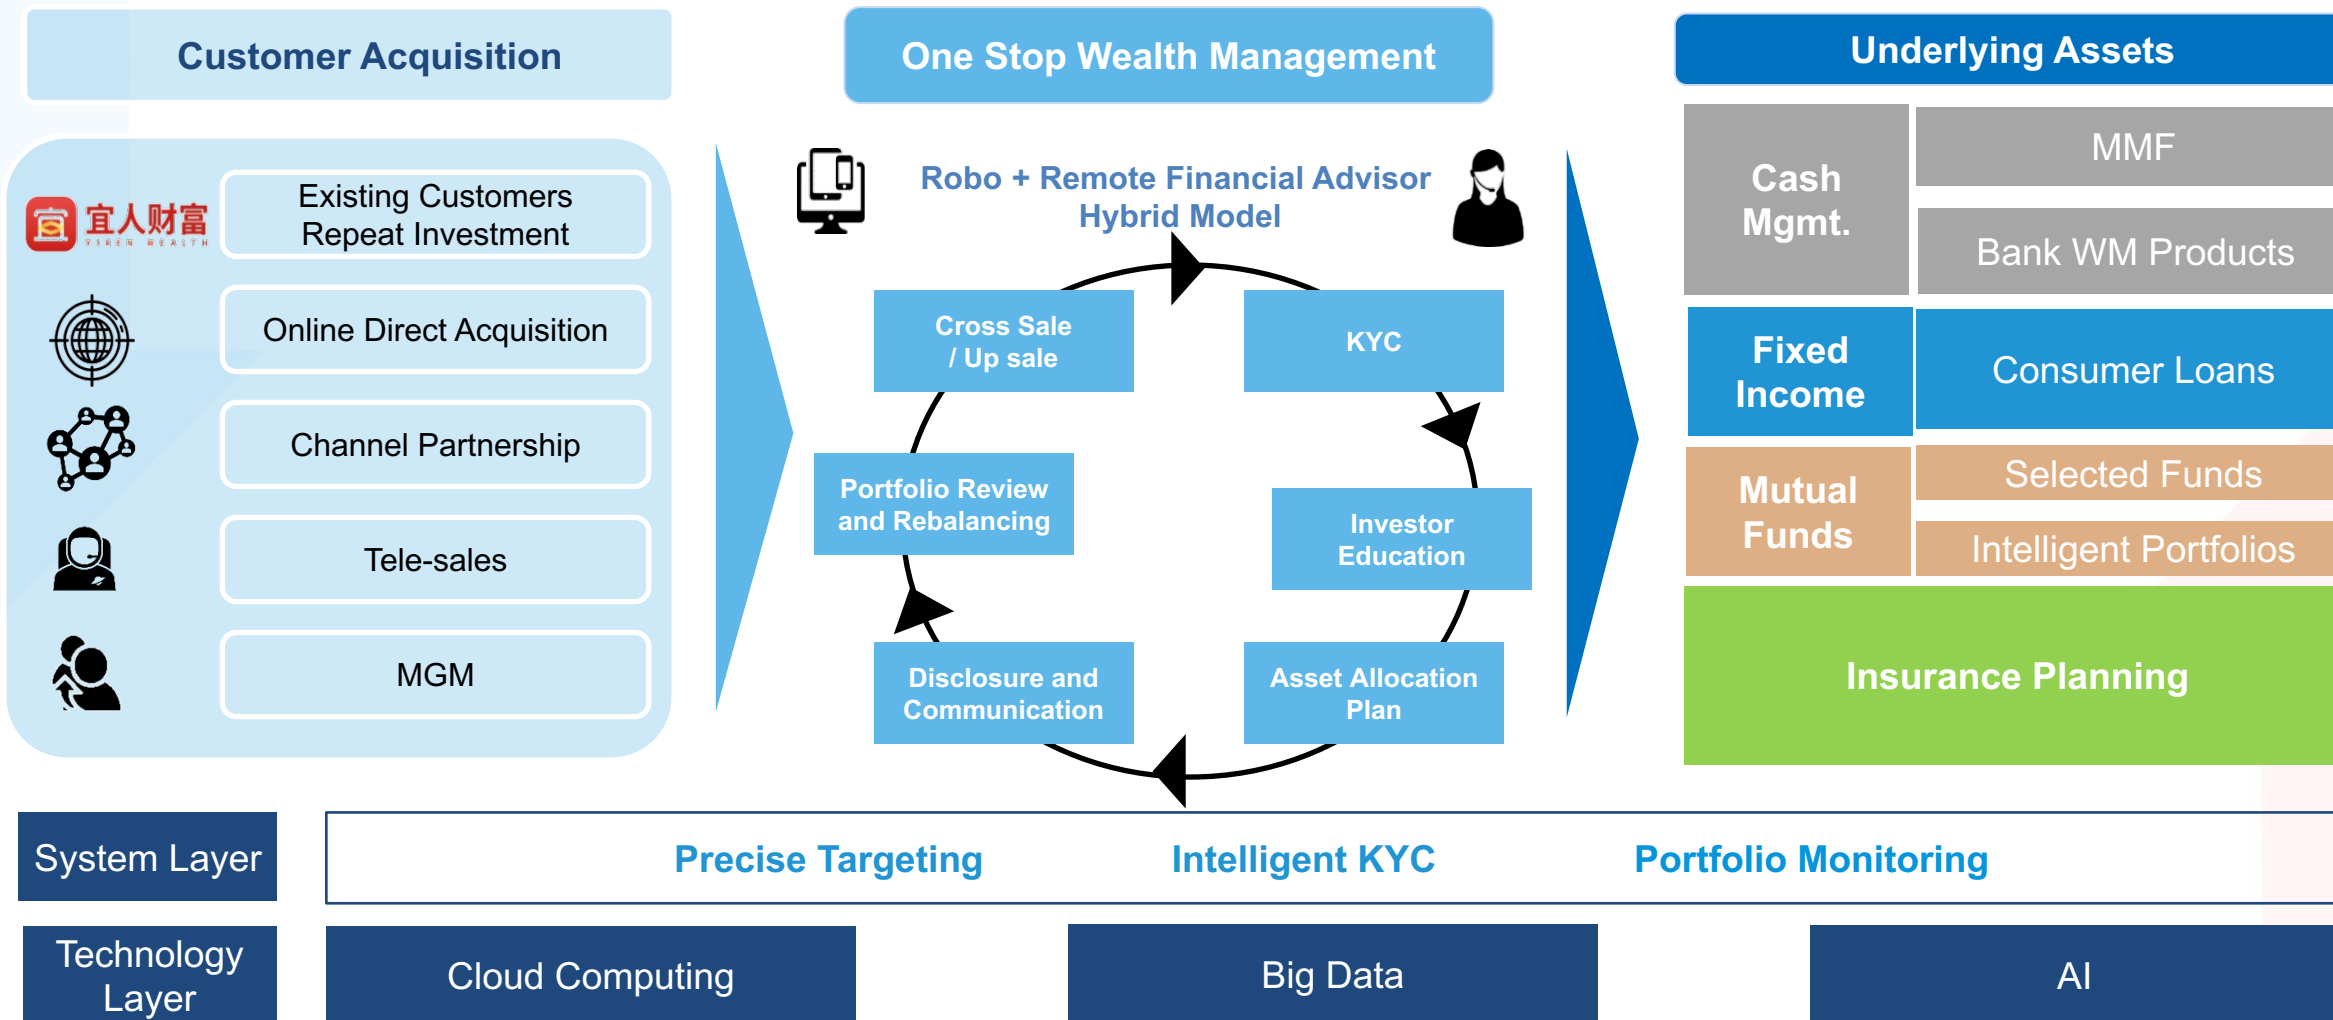 Customer Acquisition
One Stop Wealth Management
Underlying Assets
宜人财富
YIREN WEALTH
Existing Customers
Repeat Investment
Online Direct Acquisition
Channel Partnership
Tele-sales
MGM
Robo + Remote Financial Advisor
Hybrid Model
Cross Sale
/ Up sale
KYC
Portfolio Review
and Rebalancing
Investor
Education
Disclosure and
Communication
Asset Allocation
Plan
Cash
Mgmt.
MMF
Bank WM Products
Fixed
Income
Consumer Loans
Mutual
Funds
Selected Funds
Intelligent Portfolios
Insurance Planning
System Layer
Precise Targeting
Intelligent KYC
Portfolio Monitoring
Technology
Layer
Cloud Computing
Big Data
AI